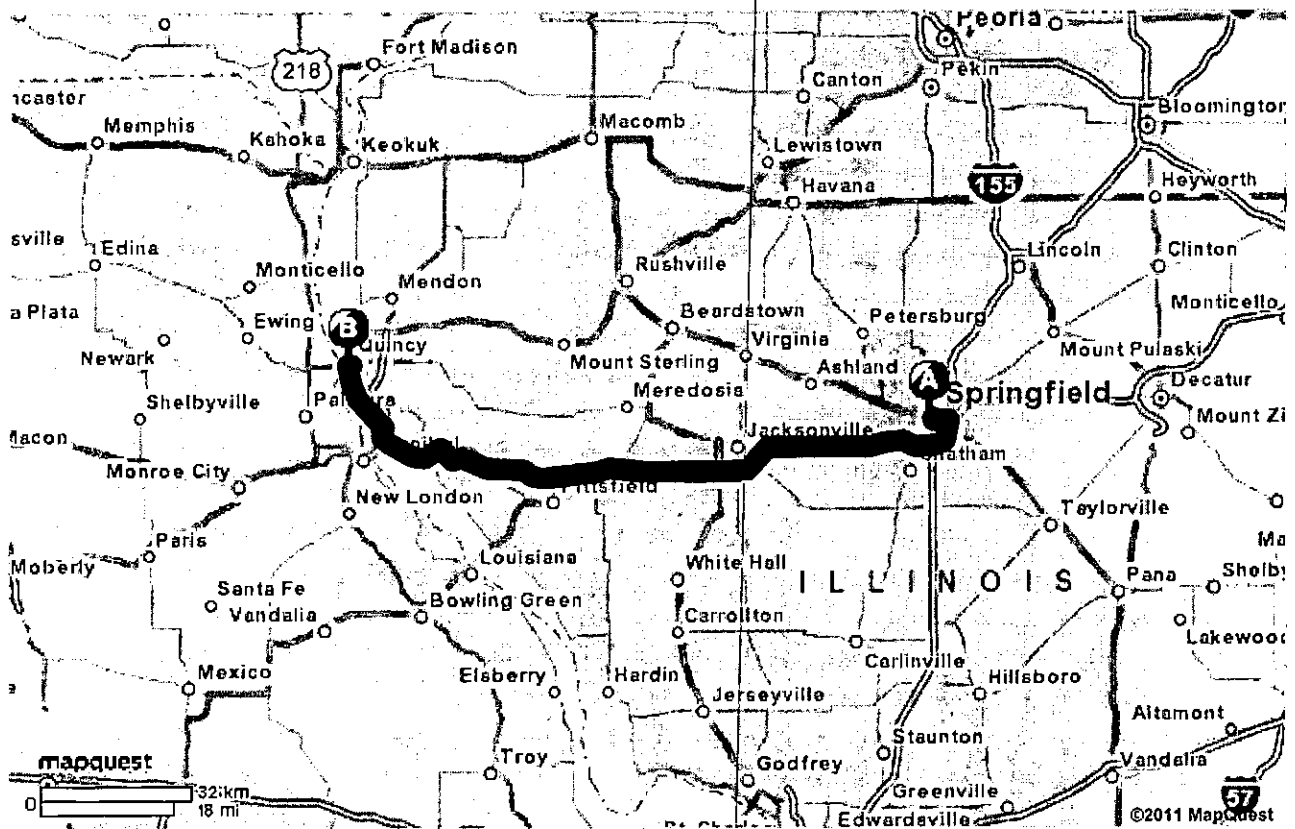 Peoria
Fort Madison
218
Canton
Pekin
ncaster
Bloomington
Memphis
Kahoka
Keokuk
Macomb
Lewistown
Havana
155
Heyworth
sville
Edina
Lincoln
Clinton
Monticello
Mendon
Rushville
Monticello
a Plata
Ewing
B
Quincy
Beardstown
Petersburg
Newark
Mount Sterling
Virginia
Mount Pulaski
Ashland
A
Springfield
Decatur
Shelbyville
Meredosia
Mount Zi
Macon
Jacksonville
Monroe City
Chatham
New London
Pittsfield
Taylorville
Paris
Ma
Moberly
Louisiana
White Hall
ILLINOIS
Pana
Shelby
Santa Fe
Vandalia
Bowling Green
Carrollton
Lakewood
Carlinville
Mexico
Elsberry
Hardin
Hillsboro
Jerseyville
Altamont
Staunton
mapquest
Troy
Godfrey
Vandalia
0
32 km
18 mi
Greenville
57
Edwardsville
©2011 MapQuest